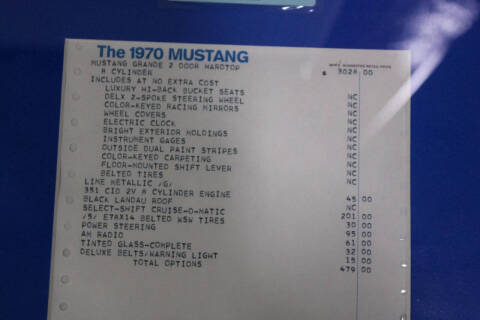 The 1970 MUSTANG
MFR'S SUGGESTED RETAIL PRICE
MUSTANG GRANDE 2 DOOR HARDTOP
8 CYLINDER $ 3028 00
INCLUDES AT NO EXTRA COST
LUXURY HI-BACK BUCKET SEATS NC
DELX 2-SPOKE STEERING WHEEL NC
COLOR-KEYED RACING MIRRORS NC
WHEEL COVERS NC
ELECTRIC CLOCK NC
BRIGHT EXTERIOR MOLDINGS NC
INSTRUMENT GAGES NC
OUTSIDE DUAL PAINT STRIPES NC
COLOR-KEYED CARPETING NC
FLOOR-MOUNTED SHIFT LEVER NC
BELTED TIRES NC
LIME METALLIC /G/ NC
351 CID 2V 8 CYLINDER ENGINE 45 00
BLACK LANDAU ROOF NC
SELECT-SHIFT CRUISE-O-MATIC 201 00
/5/ E78X14 BELTED WSW TIRES 30 00
POWER STEERING 95 00
AM RADIO 61 00
TINTED GLASS-COMPLETE 32 00
DELUXE BELTS/WARNING LIGHT 15 00
TOTAL OPTIONS 479 00